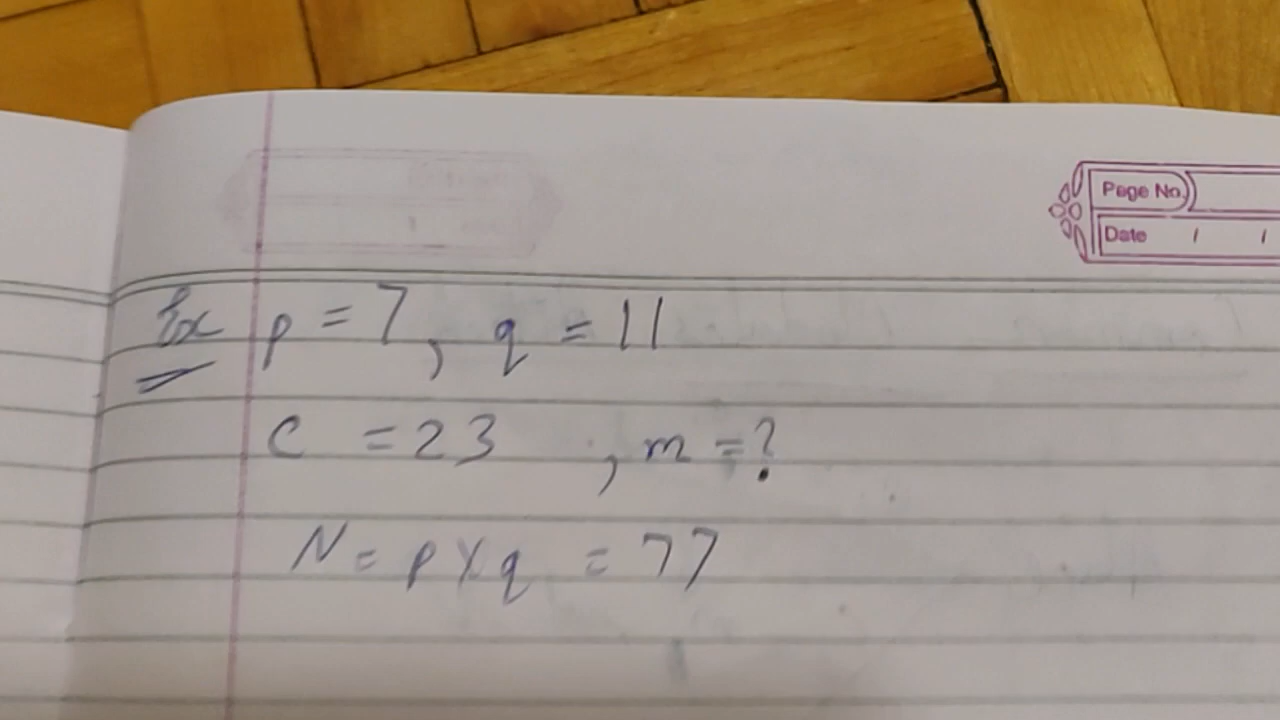 Page No.
Date / /
Ex p = 7, q = 11
C = 23, m = ?
N = p x q = 77